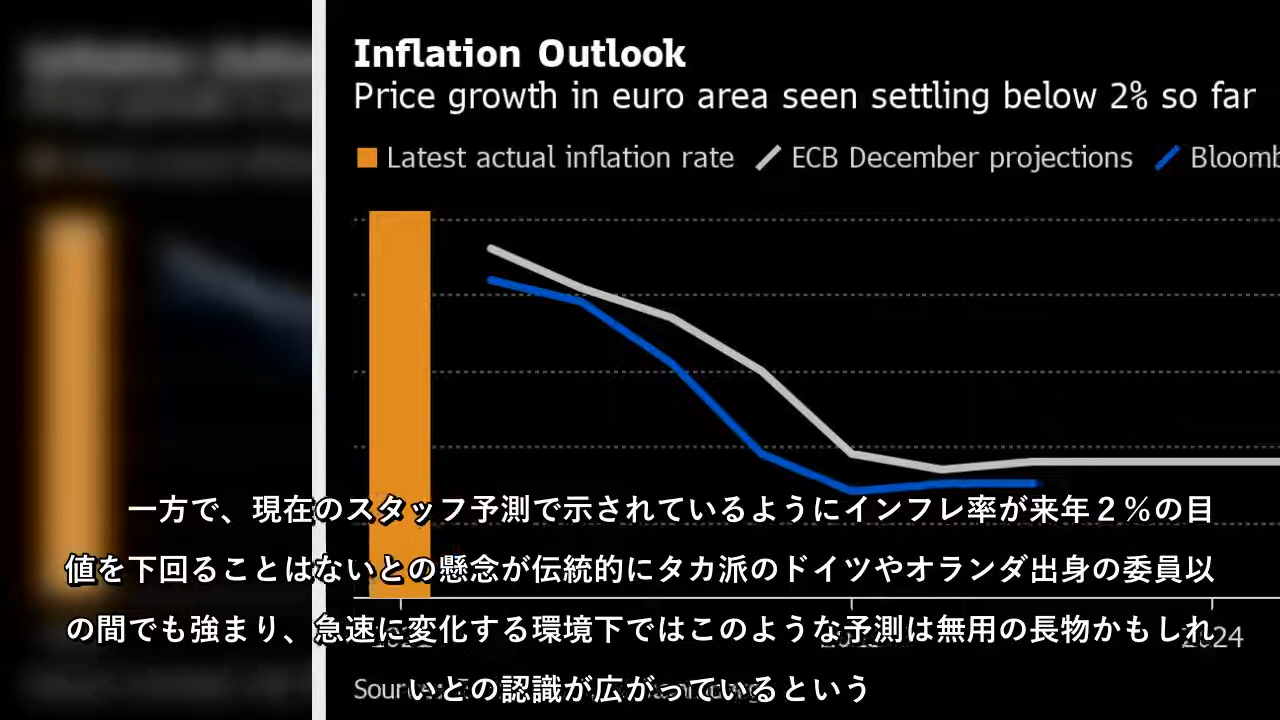 Inflation Outlook
Price growth in euro area seen settling below 2% so far
Latest actual inflation rate ECB December projections
一方で、現在のスタッフ予測で示されているようにインフレ率が来年２％の目
値を下回ることはないとの懸念が伝統的にタカ派のドイツやオランダ出身の委員以
の間でも強まり、急速に変化する環境下ではこのような予測は無用の長物かもしれ
いとの認識が広がっているという
2024